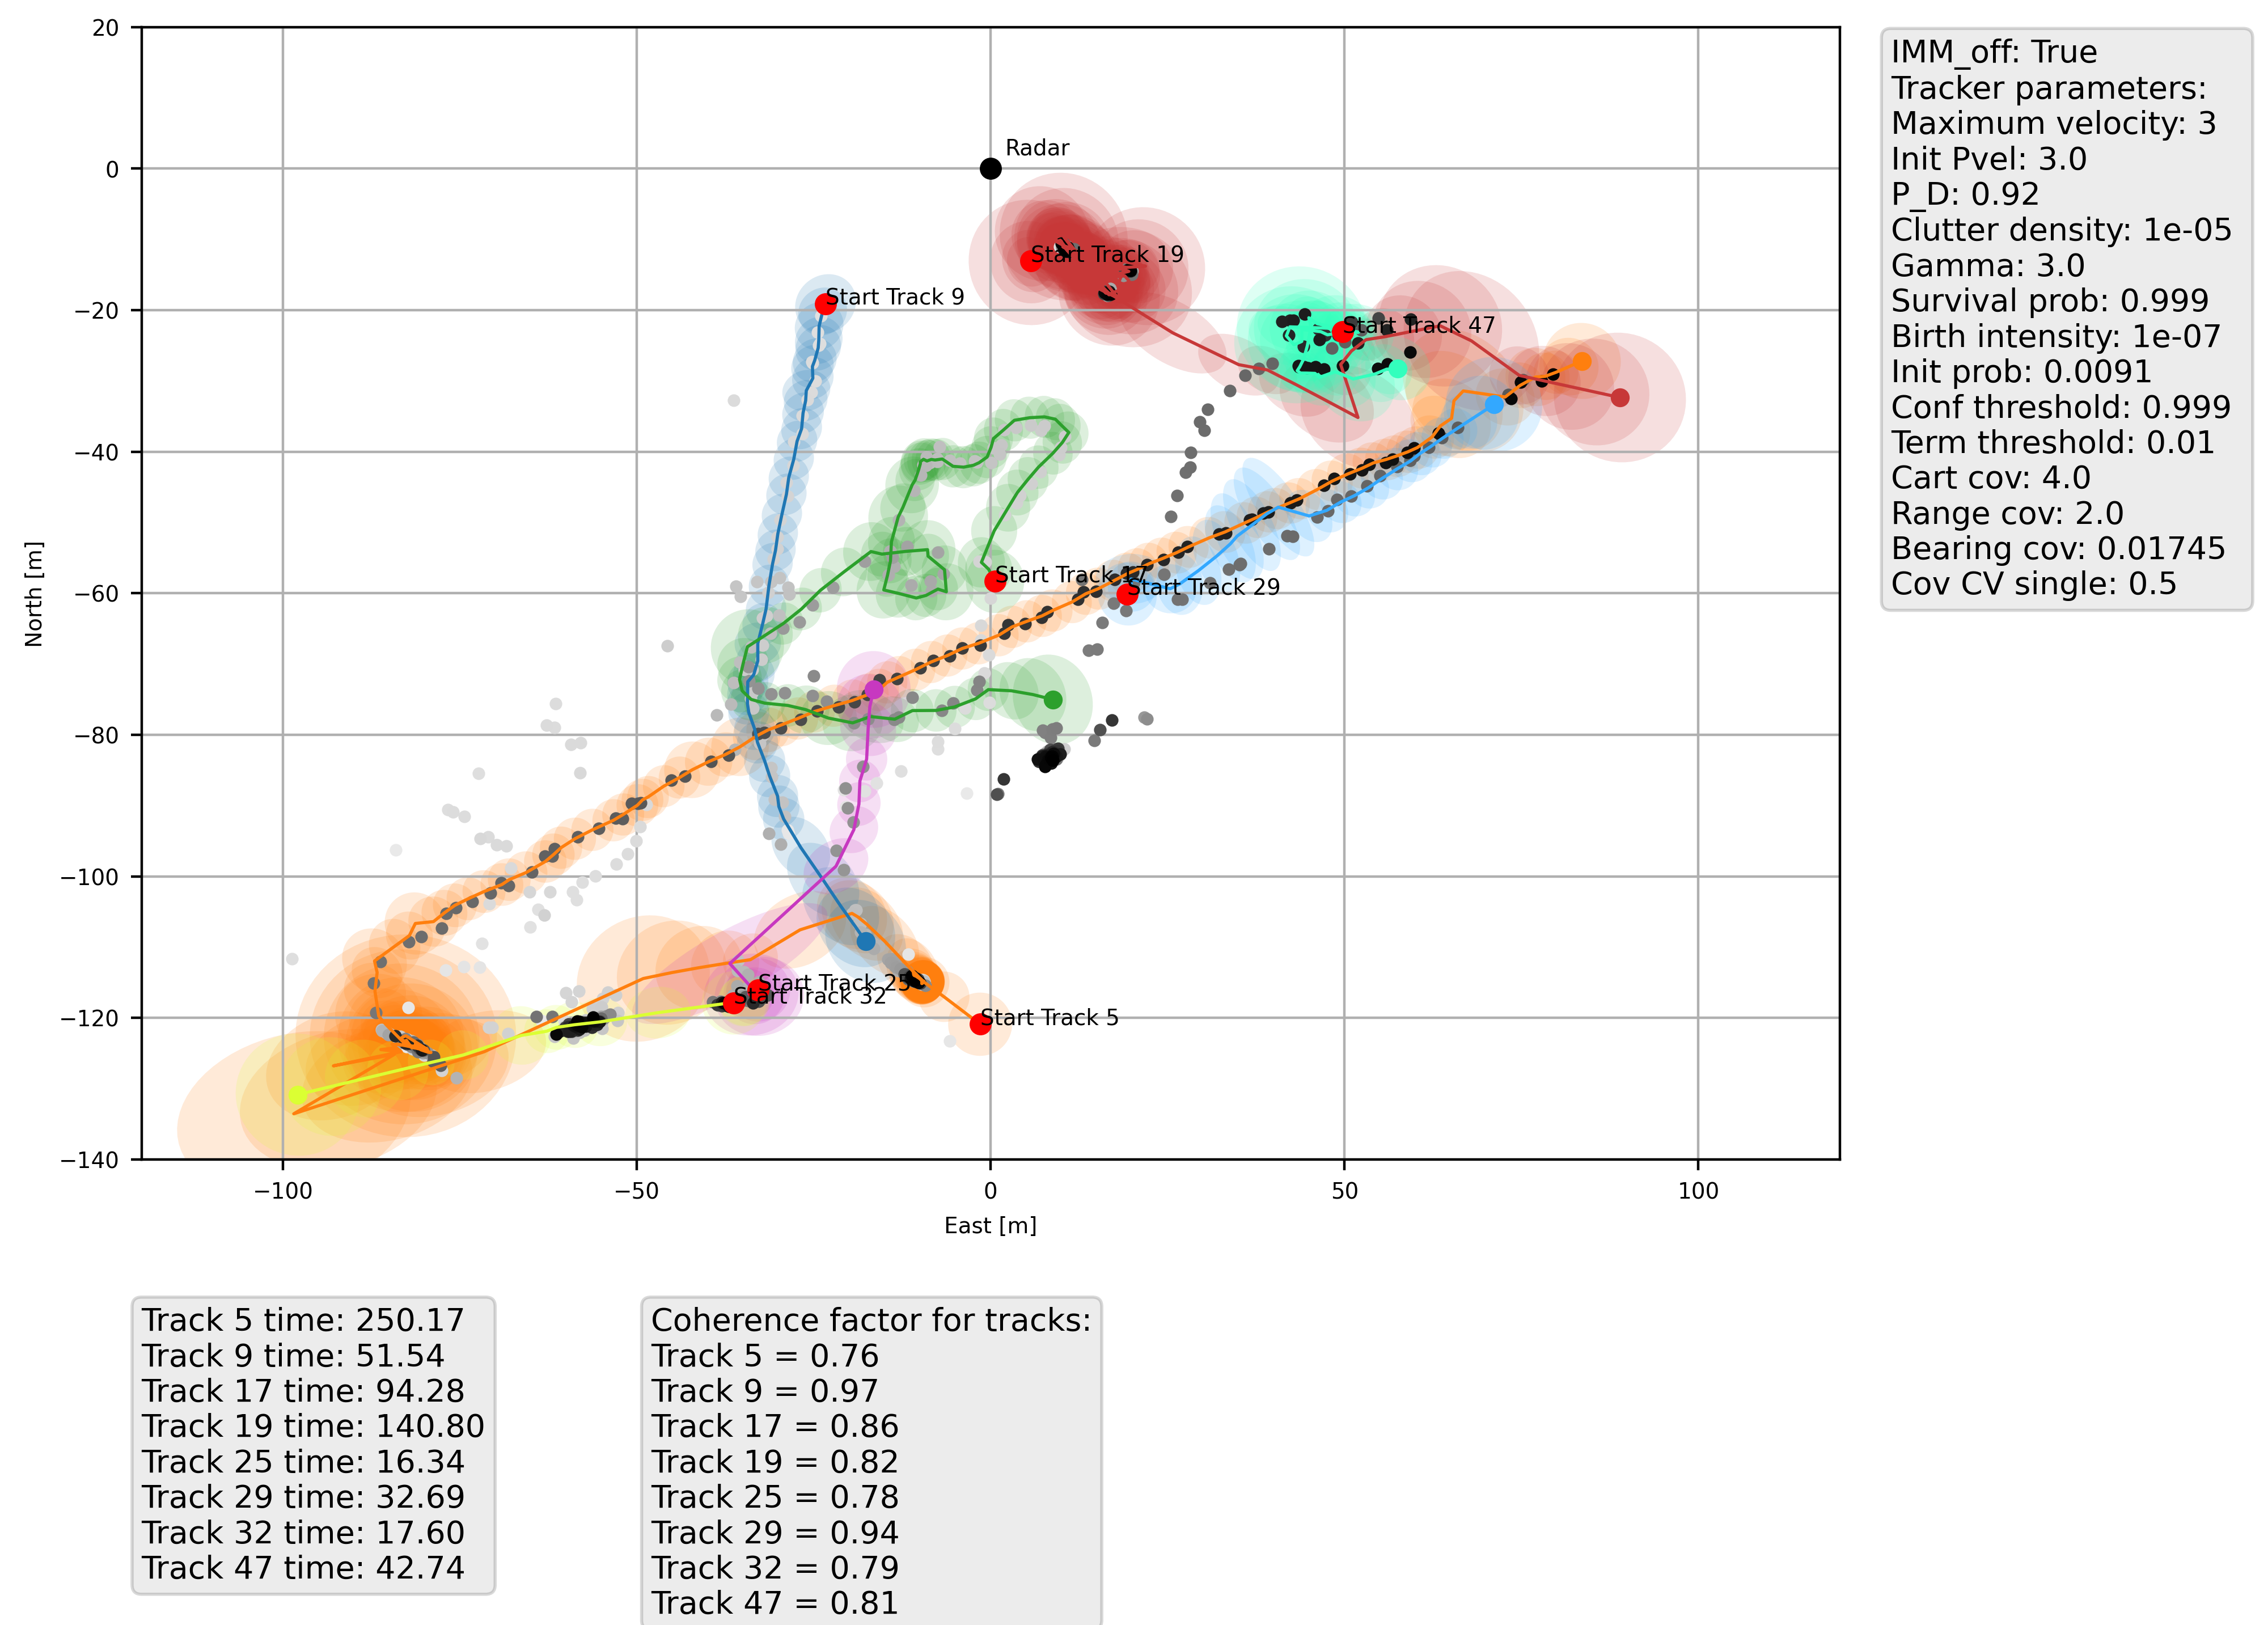 20
0
−20
−40
−60
−80
−100
−120
−140
North [m]
−100
−50
0
50
100
East [m]
Radar
Start Track 19
Start Track 9
Start Track 47
Start Track 17
Start Track 29
Start Track 25
Start Track 32
Start Track 5
IMM_off: True
Tracker parameters:
Maximum velocity: 3
Init Pvel: 3.0
P_D: 0.92
Clutter density: 1e-05
Gamma: 3.0
Survival prob: 0.999
Birth intensity: 1e-07
Init prob: 0.0091
Conf threshold: 0.999
Term threshold: 0.01
Cart cov: 4.0
Range cov: 2.0
Bearing cov: 0.01745
Cov CV single: 0.5
Track 5 time: 250.17
Track 9 time: 51.54
Track 17 time: 94.28
Track 19 time: 140.80
Track 25 time: 16.34
Track 29 time: 32.69
Track 32 time: 17.60
Track 47 time: 42.74
Coherence factor for tracks:
Track 5 = 0.76
Track 9 = 0.97
Track 17 = 0.86
Track 19 = 0.82
Track 25 = 0.78
Track 29 = 0.94
Track 32 = 0.79
Track 47 = 0.81